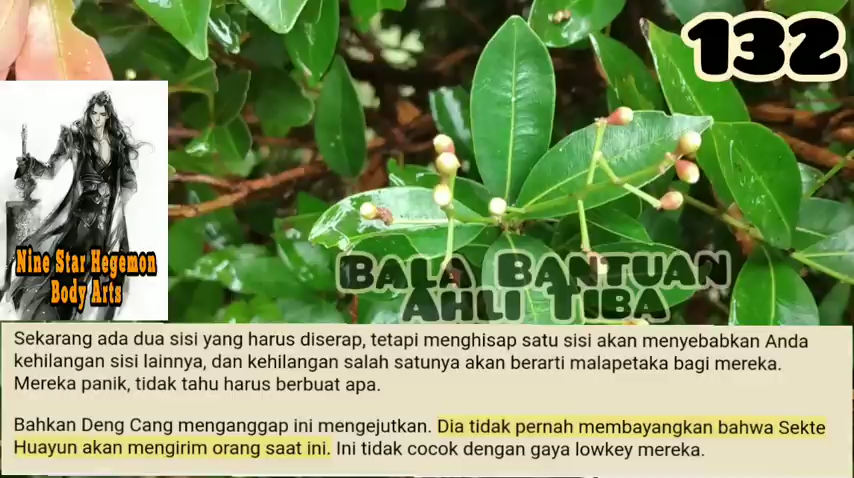 132
Nine Star Hegemon
Body Arts
Bala Bantuan
Ahli Tiba
Sekarang ada dua sisi yang harus diserap, tetapi menghisap satu sisi akan menyebabkan Anda
kehilangan sisi lainnya, dan kehilangan salah satunya akan berarti malapetaka bagi mereka.
Mereka panik, tidak tahu harus berbuat apa.
Bahkan Deng Cang menganggap ini mengejutkan. Dia tidak pernah membayangkan bahwa Sekte
Huayun akan mengirim orang saat ini. Ini tidak cocok dengan gaya lowkey mereka.